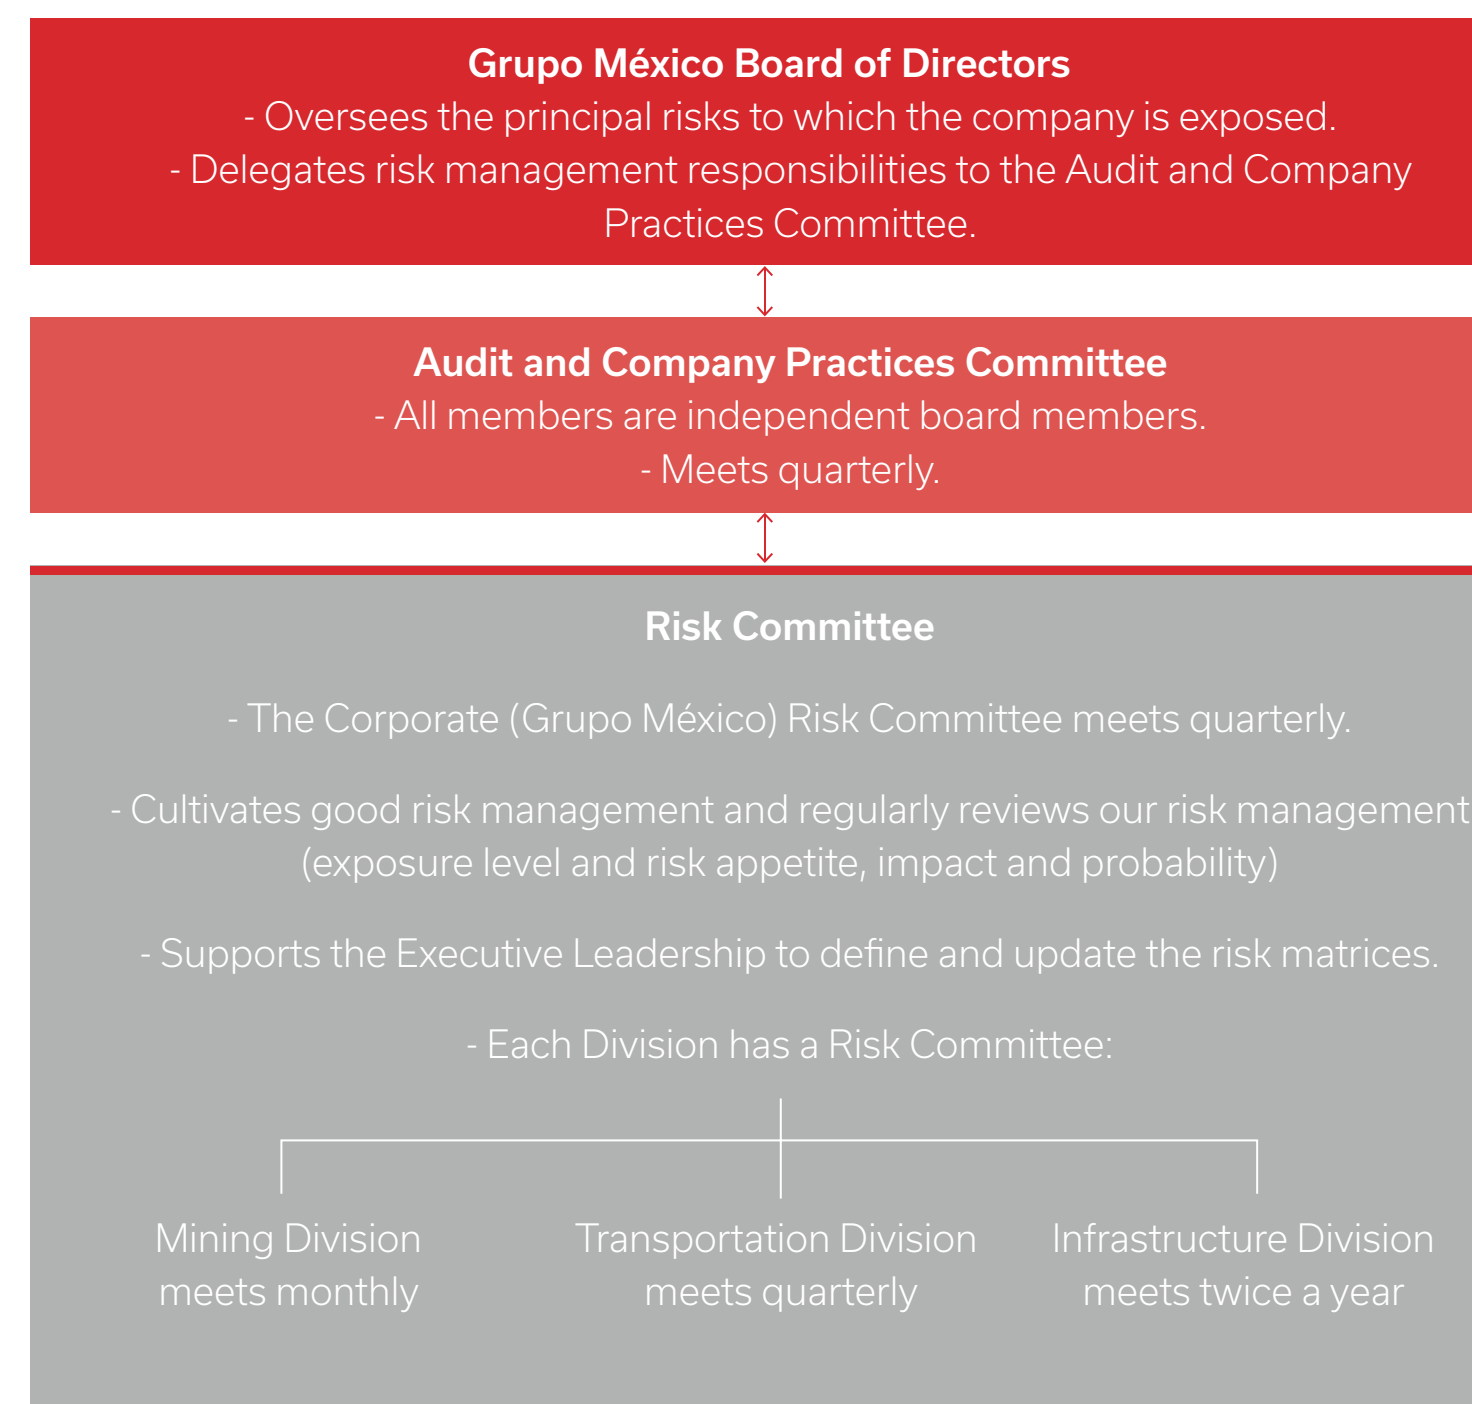 Grupo México Board of Directors
- Oversees the principal risks to which the company is exposed.
- Delegates risk management responsibilities to the Audit and Company
Practices Committee.
Audit and Company Practices Committee
- All members are independent board members.
- Meets quarterly.
Risk Committee
- The Corporate (Grupo México) Risk Committee meets quarterly.
- Cultivates good risk management and regularly reviews our risk management
(exposure level and risk appetite, impact and probability)
- Supports the Executive Leadership to define and update the risk matrices.
- Each Division has a Risk Committee:
Mining Division
meets monthly
Transportation Division
meets quarterly
Infrastructure Division
meets twice a year